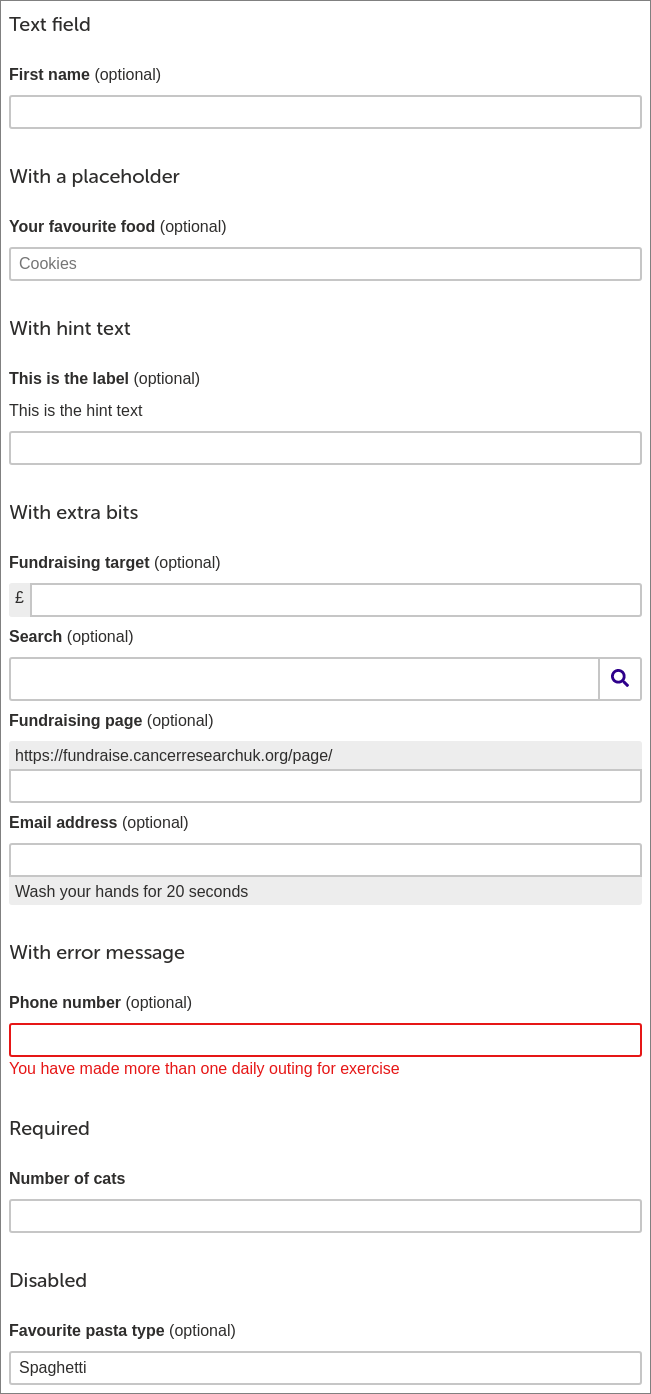 Text field
First name (optional)
With a placeholder
Your favourite food (optional)
Cookies
With hint text
This is the label (optional)
This is the hint text
With extra bits
Fundraising target (optional)
£
Search (optional)
Fundraising page (optional)
https://fundraise.cancerresearchuk.org/page/
Email address (optional)
Wash your hands for 20 seconds
With error message
Phone number (optional)
You have made more than one daily outing for exercise
Required
Number of cats
Disabled
Favourite pasta type (optional)
Spaghetti